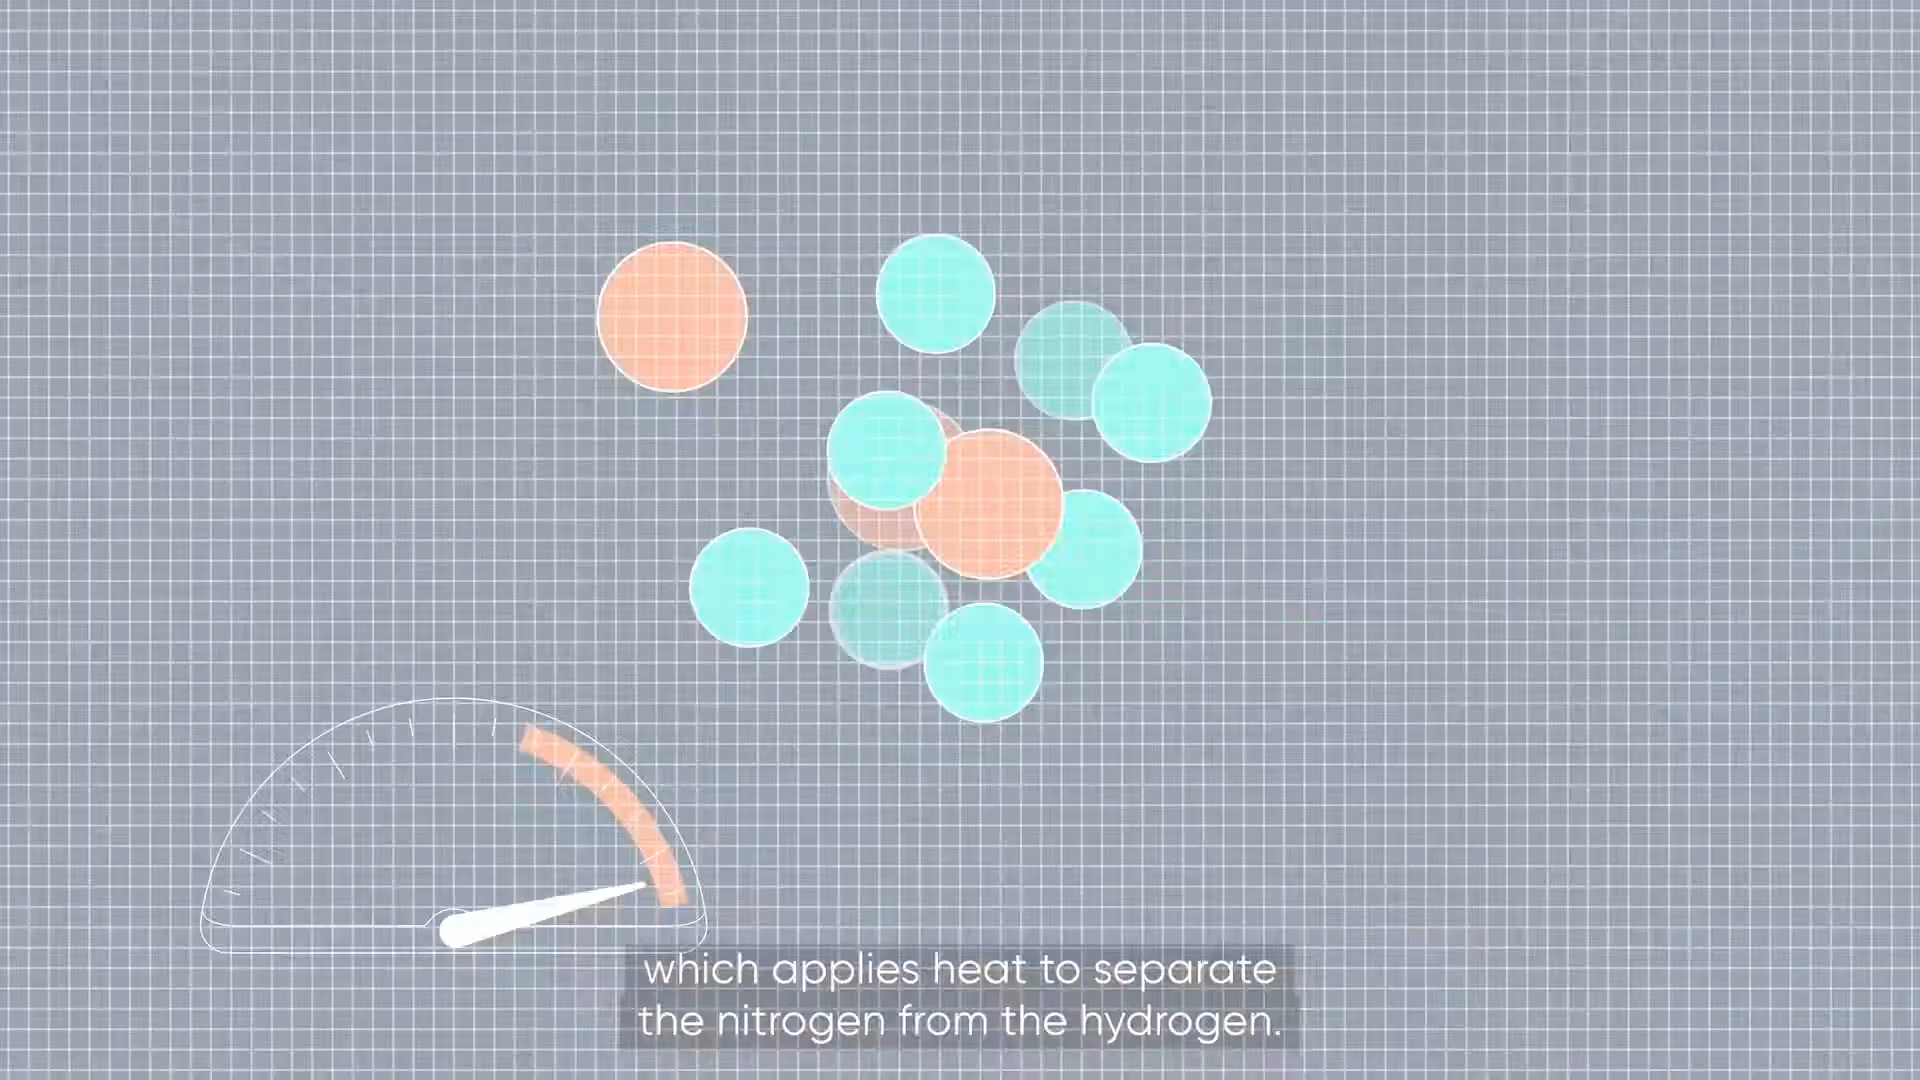 which applies heat to separate
the nitrogen from the hydrogen.